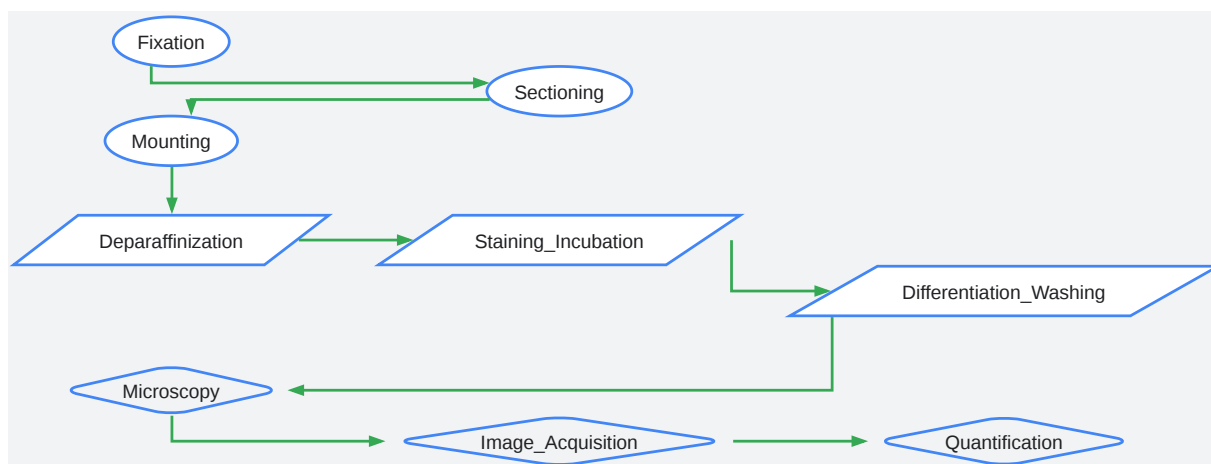 Fixation
Sectioning
Mounting
Deparaffinization
Staining_Incubation
Differentiation_Washing
Microscopy
Image_Acquisition
Quantification